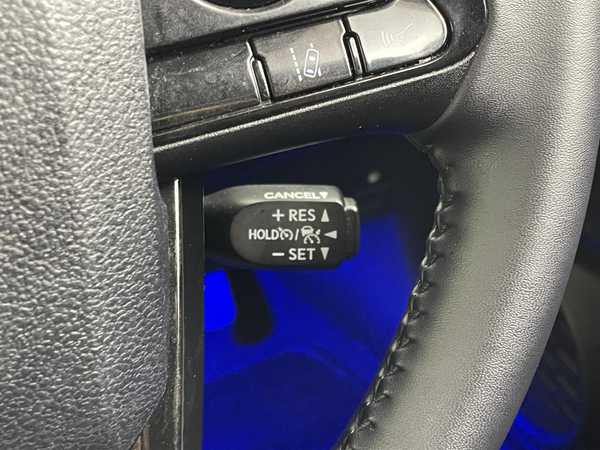 CANCEL▼
+ RES ▲
HOLD / ◀
− SET ▼